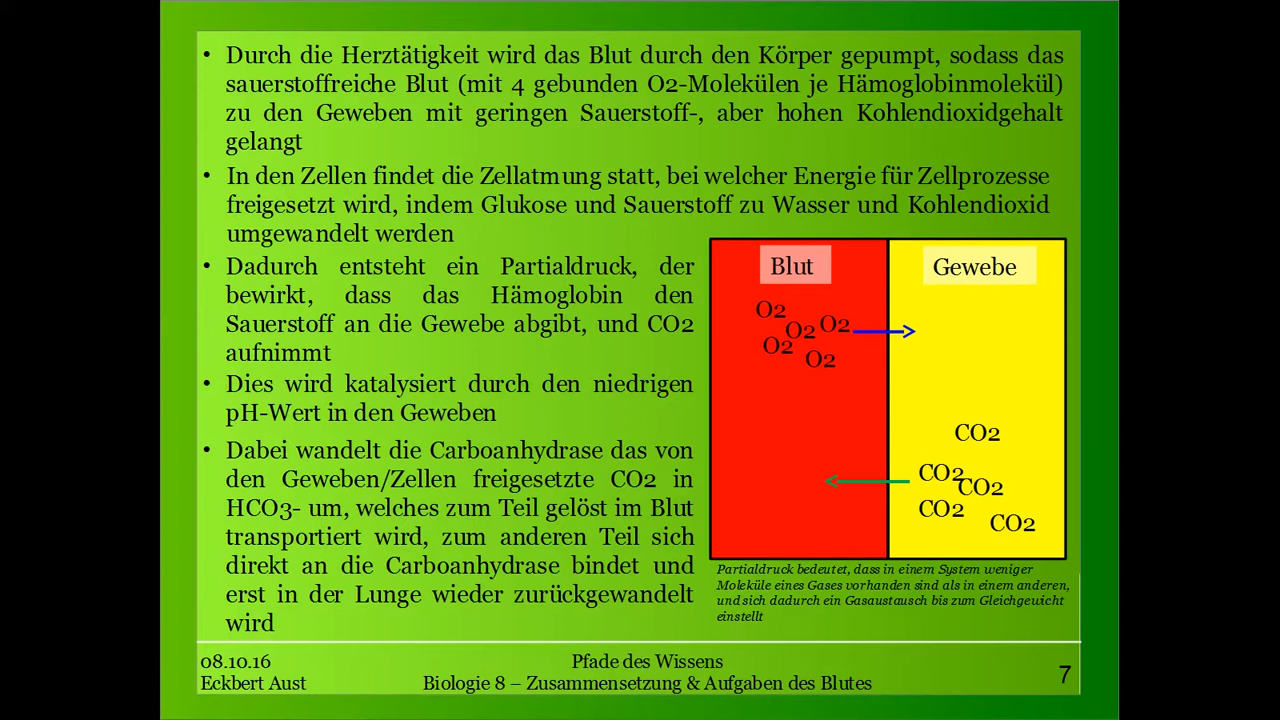 • Durch die Herztätigkeit wird das Blut durch den Körper gepumpt, sodass das
sauerstoffreiche Blut (mit 4 gebunden O2-Molekülen je Hämoglobinmolekül)
zu den Geweben mit geringen Sauerstoff-, aber hohen Kohlendioxidgehalt
gelangt
• In den Zellen findet die Zellatmung statt, bei welcher Energie für Zellprozesse
freigesetzt wird, indem Glukose und Sauerstoff zu Wasser und Kohlendioxid
umgewandelt werden
• Dadurch entsteht ein Partialdruck, der
bewirkt, dass das Hämoglobin den
Sauerstoff an die Gewebe abgibt, und CO2
aufnimmt
• Dies wird katalysiert durch den niedrigen
pH-Wert in den Geweben
• Dabei wandelt die Carboanhydrase das von
den Geweben/Zellen freigesetzte CO2 in
HCO3- um, welches zum Teil gelöst im Blut
transportiert wird, zum anderen Teil sich
direkt an die Carboanhydrase bindet und
erst in der Lunge wieder zurückgewandelt
wird
Blut
Gewebe
O2
O2 O2
O2
O2
CO2
CO2
CO2
CO2
CO2
Partialdruck bedeutet, dass in einem System weniger
Moleküle eines Gases vorhanden sind als in einem anderen,
und sich dadurch ein Gasaustausch bis zum Gleichgewicht
einstellt
08.10.16
Eckbert Aust
Pfade des Wissens
Biologie 8 – Zusammensetzung & Aufgaben des Blutes
7